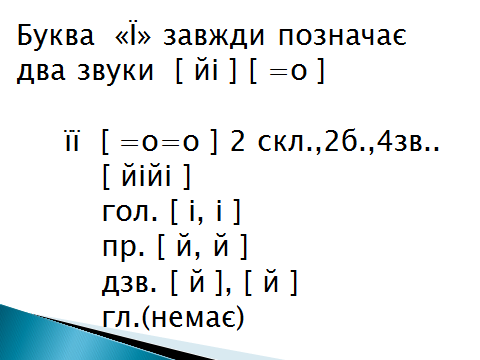 Буква «Ї» завжди позначає
два звуки [ йі ] [ =о ]
її [ =о=о ] 2 скл.,2б.,4зв..
[ йійі ]
гол. [ і, і ]
пр. [ й, й ]
дзв. [ й ], [ й ]
гл.(немає)